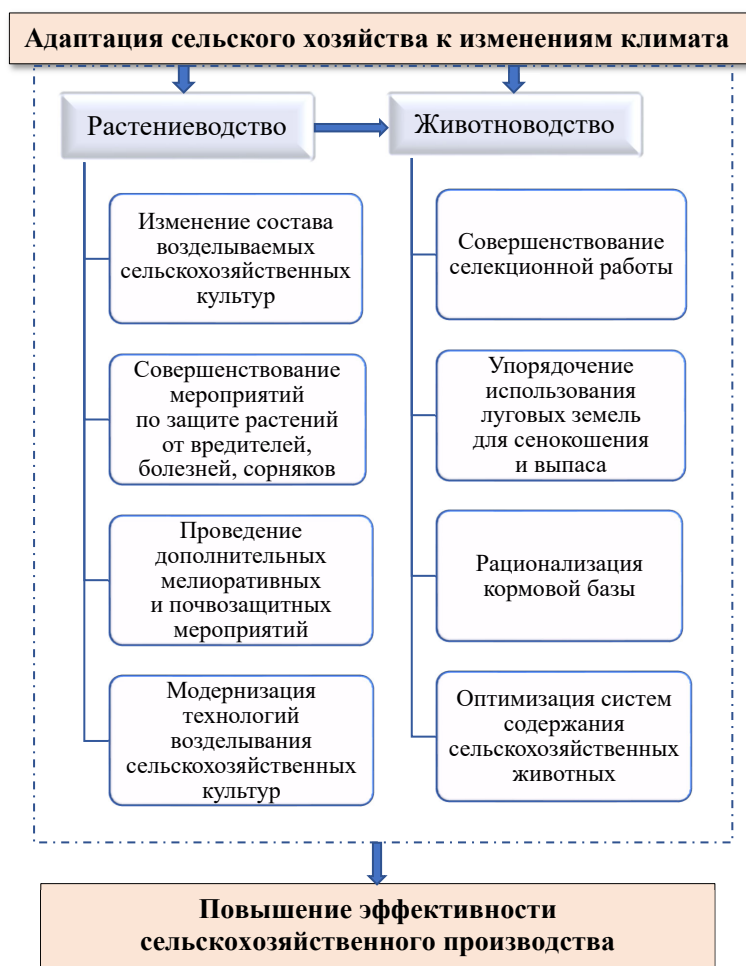 Адаптация сельского хозяйства к изменениям климата
Растениеводство
Животноводство
Изменение состава
возделываемых
сельскохозяйственных
культур
Совершенствование
мероприятий
по защите растений
от вредителей,
болезней, сорняков
Проведение
дополнительных
мелиоративных
и почвозащитных
мероприятий
Модернизация
технологий
возделывания
сельскохозяйственных
культур
Совершенствование
селекционной работы
Упорядочение
использования
луговых земель
для сенокошения
и выпаса
Рационализация
кормовой базы
Оптимизация систем
содержания
сельскохозяйственных
животных
Повышение эффективности
сельскохозяйственного производства